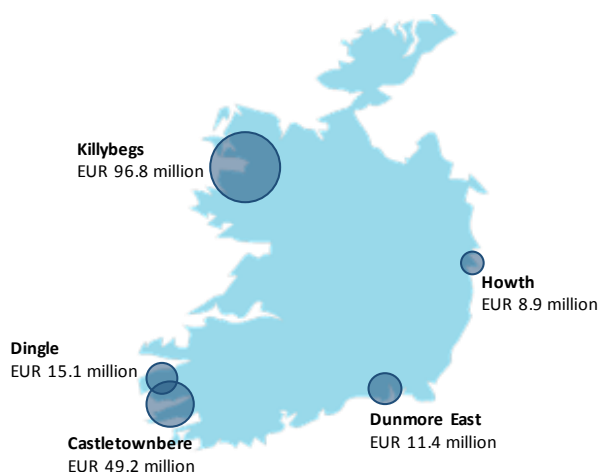 Killybegs
EUR 96.8 million
Howth
EUR 8.9 million
Dingle
EUR 15.1 million
Dunmore East
EUR 11.4 million
Castletownbere
EUR 49.2 million